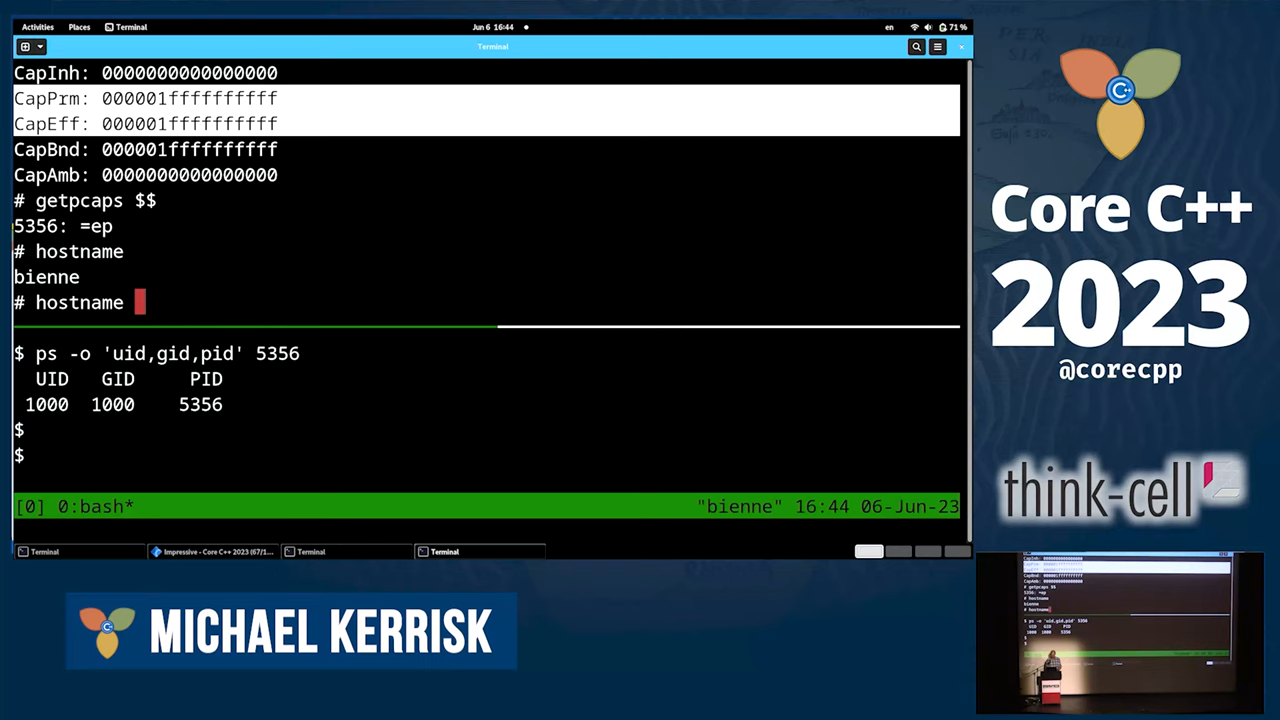 Activities Places Terminal Jun 6 16:44 en 71 %
Terminal
CapInh: 0000000000000000
CapPrm: 000001ffffffffff
CapEff: 000001ffffffffff
CapBnd: 000001ffffffffff
CapAmb: 0000000000000000
# getpcaps $$
5356: =ep
# hostname
bienne
# hostname
$ ps -o 'uid,gid,pid' 5356
UID GID PID
1000 1000 5356
$
$
[0] 0:bash* "bienne" 16:44 06-Jun-23
Terminal Impressive - Core C++ 2023 (67/1... Terminal Terminal
MICHAEL KERRISK
C++
Core C++
2023
@corecpp
think-cell